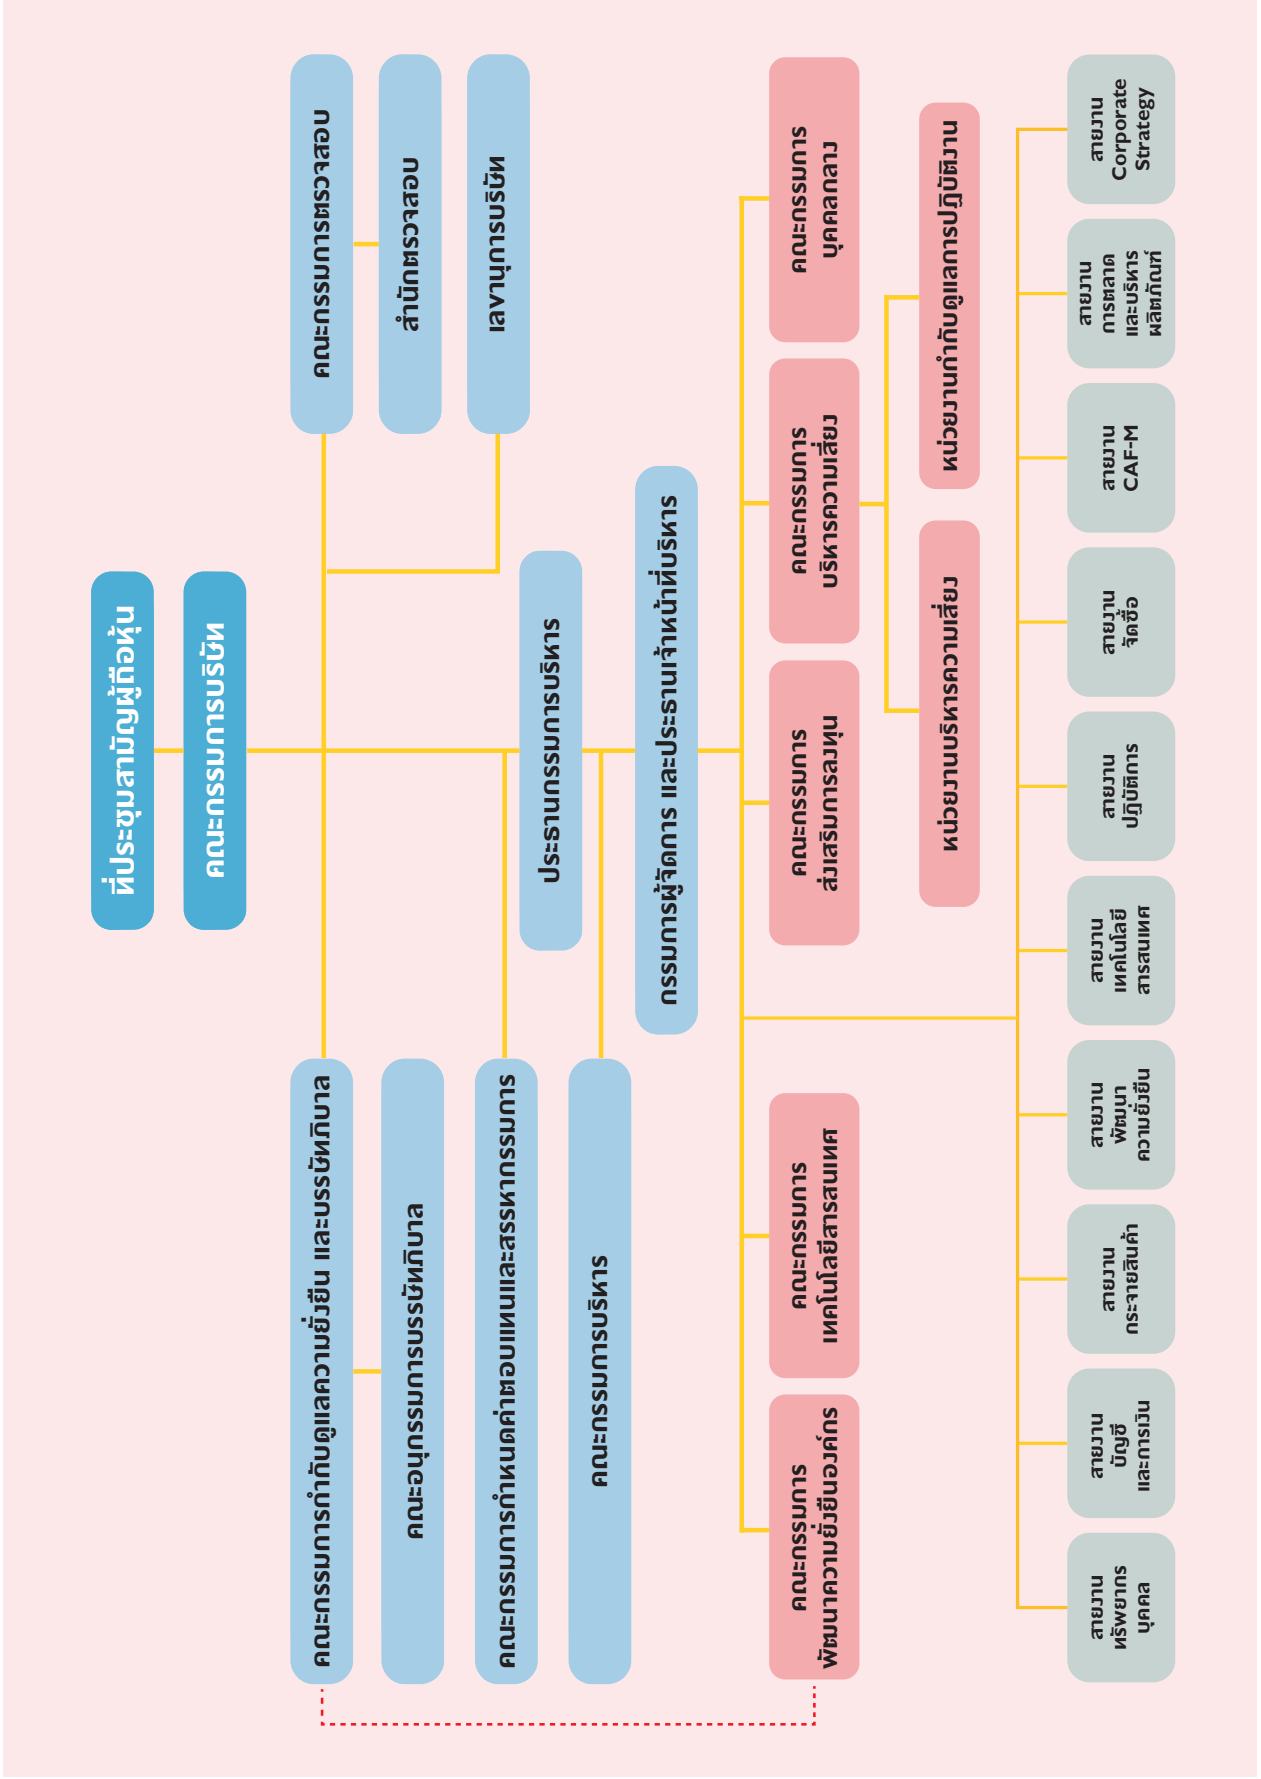 ที่ประชุมสามัญผู้ถือหุ้น
คณะกรรมการบริษัท
คณะกรรมการกำกับดูแลความยั่งยืน และบรรษัทภิบาล
คณะกรรมการตรวจสอบ
คณะอนุกรรมการบรรษัทภิบาล
สำนักตรวจสอบ
คณะกรรมการกำหนดค่าตอบแทนและสรรหากรรมการ
เลขานุการบริษัท
ประธานกรรมการบริหาร
คณะกรรมการบริหาร
กรรมการผู้จัดการ และประธานเจ้าหน้าที่บริหาร
คณะกรรมการ
พัฒนาความยั่งยืนองค์กร
คณะกรรมการ
เทคโนโลยีสารสนเทศ
คณะกรรมการ
ส่งเสริมการลงทุน
คณะกรรมการ
บริหารความเสี่ยง
คณะกรรมการ
บุคคลกลาง
หน่วยงานบริหารความเสี่ยง
หน่วยงานกำกับดูแลการปฏิบัติงาน
สายงาน
ทรัพยากร
บุคคล
สายงาน
บัญชี
และการเงิน
สายงาน
กระจายสินค้า
สายงาน
พัฒนา
ความยั่งยืน
สายงาน
เทคโนโลยี
สารสนเทศ
สายงาน
ปฏิบัติการ
สายงาน
จัดซื้อ
สายงาน
CAF-M
สายงาน
การตลาด
และบริหาร
ผลิตภัณฑ์
สายงาน
Corporate
Strategy